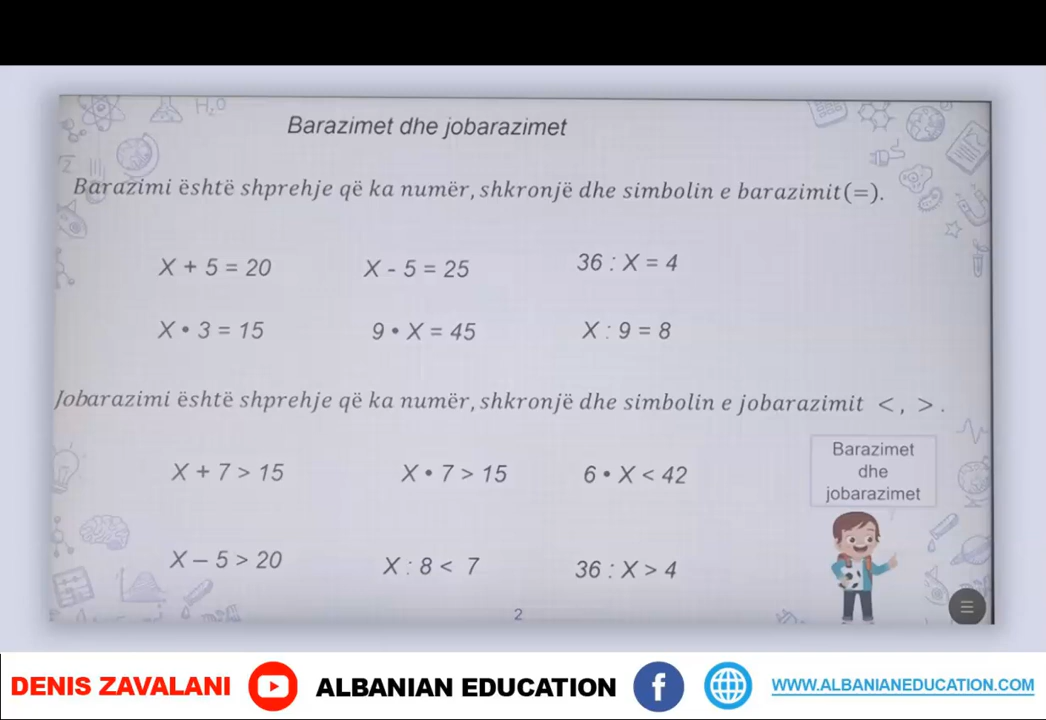 H₂O
Barazimet dhe jobarazimet
Barazimi është shprehje që ka numër, shkronjë dhe simbolin e barazimit(=).
X + 5 = 20 X - 5 = 25 36 : X = 4
X • 3 = 15 9 • X = 45 X : 9 = 8
Jobarazimi është shprehje që ka numër, shkronjë dhe simbolin e jobarazimit <, > .
X + 7 > 15 X • 7 > 15 6 • X < 42
Barazimet
dhe
jobarazimet
X – 5 > 20 X : 8 < 7 36 : X > 4
2
DENIS ZAVALANI ALBANIAN EDUCATION f WWW.ALBANIANEDUCATION.COM